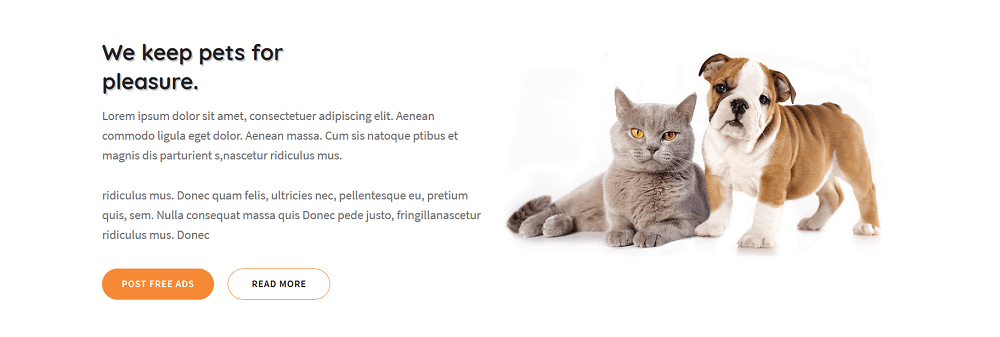 We keep pets for
pleasure.
Lorem ipsum dolor sit amet, consectetuer adipiscing elit. Aenean
commodo ligula eget dolor. Aenean massa. Cum sis natoque ptibus et
magnis dis parturient s,nascetur ridiculus mus.
ridiculus mus. Donec quam felis, ultricies nec, pellentesque eu, pretium
quis, sem. Nulla consequat massa quis Donec pede justo, fringillanascetur
ridiculus mus. Donec
POST FREE ADS
READ MORE